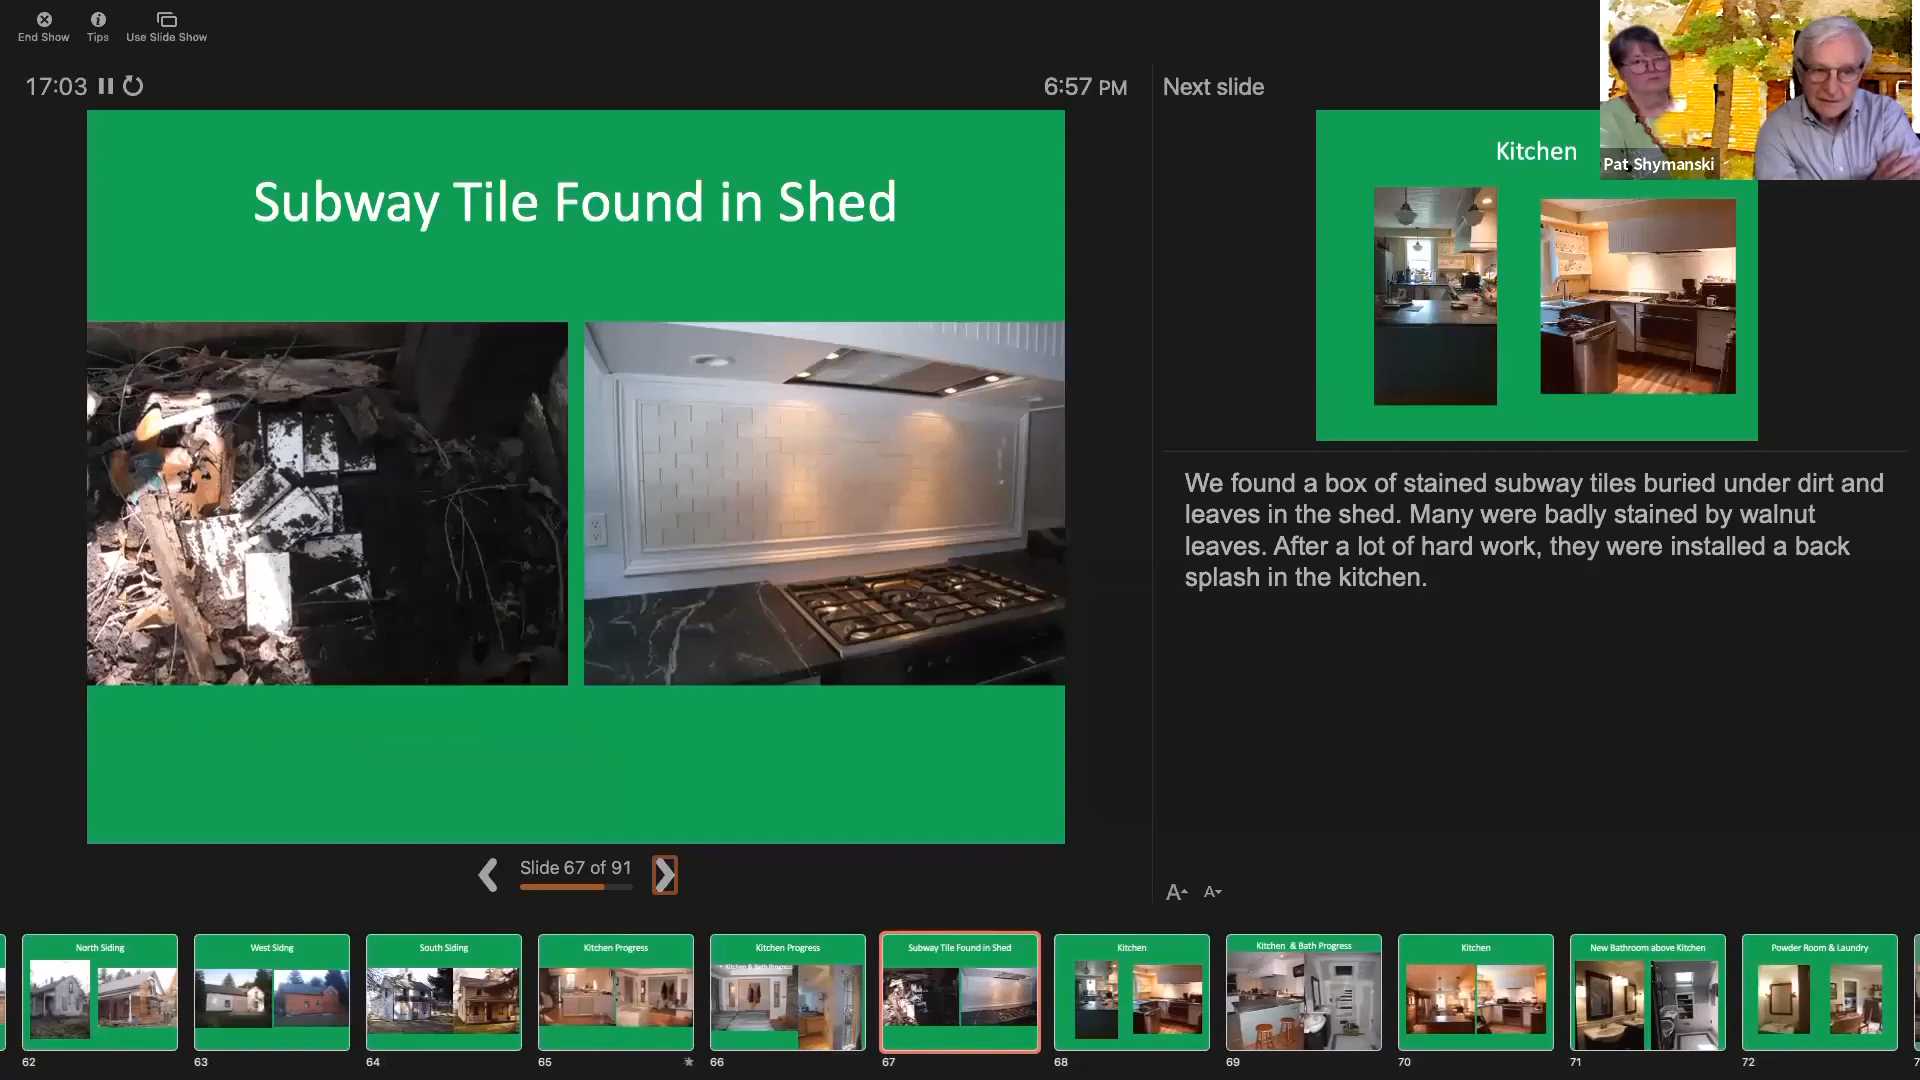 End Show
Tips
Use Slide Show
17:03
6:57 PM
Next slide
Subway Tile Found in Shed
Kitchen
Pat Shymanski
We found a box of stained subway tiles buried under dirt and
leaves in the shed. Many were badly stained by walnut
leaves. After a lot of hard work, they were installed a back
splash in the kitchen.
Slide 67 of 91
A
A
North Siding
West Sidng
South Siding
Kitchen Progress
Kitchen Progress
• Kitchen & Bath Progress
Subway Tile Found in Shed
Kitchen
Kitchen & Bath Progress
Kitchen
New Bathroom above Kitchen
Powder Room & Laundry
62
63
64
65
66
67
68
69
70
71
72